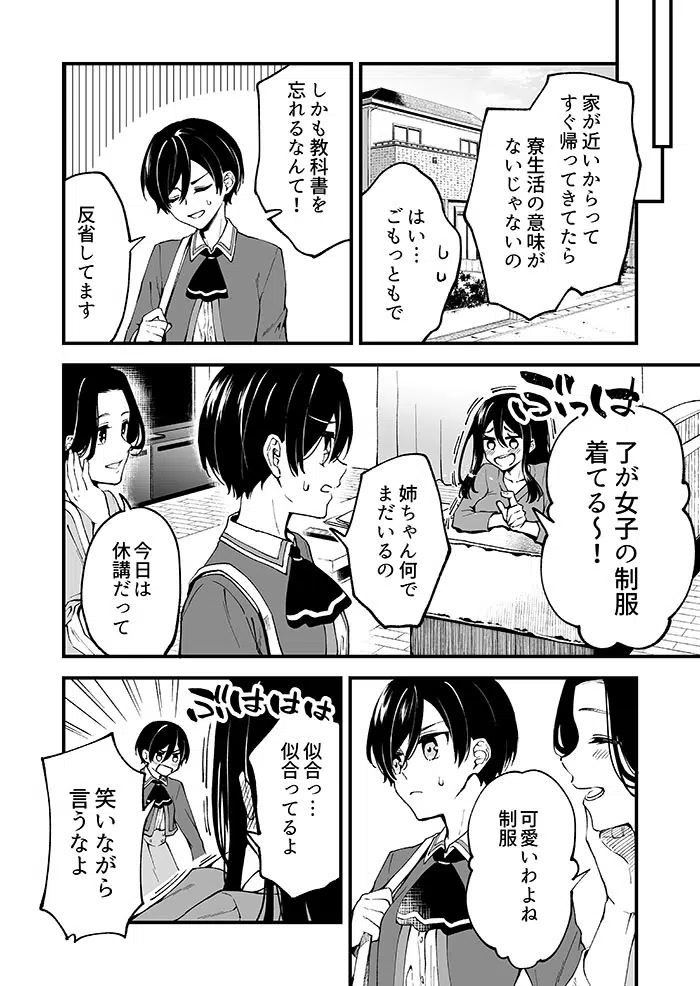 家が近いからって
すぐ帰ってきてたら
寮生活の意味が
ないじゃないの
しし
はい…
ごもっともで
しかも教科書を
忘れるなんて！
反省してます
ぶっは
了が女子の制服
着てる～！
姉ちゃん何で
まだいるの
今日は
休講だって
可愛いわよね
制服
ぶはははは
似合っ…
似合ってるよ
笑いながら
言うなよ